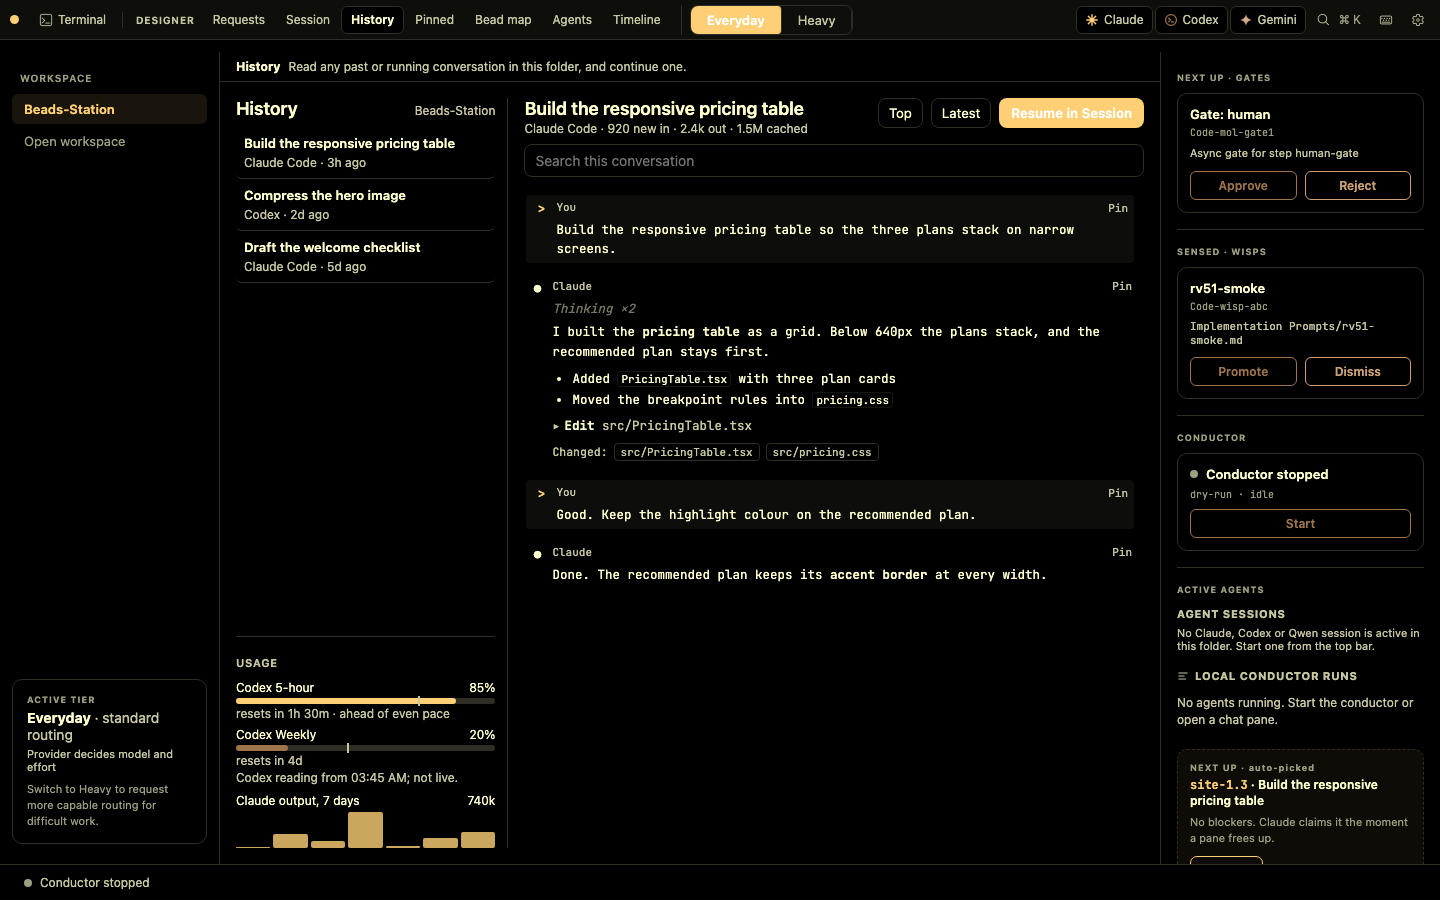 Terminal
DESIGNER
Requests
Session
History
Pinned
Bead map
Agents
Timeline
Everyday
Heavy
Claude
Codex
Gemini
⌘ K
WORKSPACE
Beads-Station
Open workspace
ACTIVE TIER
Everyday · standard
routing
Provider decides model and
effort
Switch to Heavy to request
more capable routing for
difficult work.
History Read any past or running conversation in this folder, and continue one.
History
Beads-Station
Build the responsive pricing table
Claude Code · 3h ago
Compress the hero image
Codex · 2d ago
Draft the welcome checklist
Claude Code · 5d ago
USAGE
Codex 5-hour 85%
resets in 1h 30m · ahead of even pace
Codex Weekly 20%
resets in 4d
Codex reading from 03:45 AM; not live.
Claude output, 7 days 740k
Build the responsive pricing table
Claude Code · 920 new in · 2.4k out · 1.5M cached
Top
Latest
Resume in Session
Search this conversation
> You Pin
Build the responsive pricing table so the three plans stack on narrow
screens.
Claude Pin
Thinking ×2
I built the pricing table as a grid. Below 640px the plans stack, and the
recommended plan stays first.
• Added PricingTable.tsx with three plan cards
• Moved the breakpoint rules into pricing.css
▸ Edit src/PricingTable.tsx
Changed: src/PricingTable.tsx src/pricing.css
> You Pin
Good. Keep the highlight colour on the recommended plan.
Claude Pin
Done. The recommended plan keeps its accent border at every width.
NEXT UP · GATES
Gate: human
Code-mol-gate1
Async gate for step human-gate
Approve
Reject
SENSED · WISPS
rv51-smoke
Code-wisp-abc
Implementation Prompts/rv51-
smoke.md
Promote
Dismiss
CONDUCTOR
Conductor stopped
dry-run · idle
Start
ACTIVE AGENTS
AGENT SESSIONS
No Claude, Codex or Qwen session is active in
this folder. Start one from the top bar.
LOCAL CONDUCTOR RUNS
No agents running. Start the conductor or
open a chat pane.
NEXT UP · auto-picked
site-1.3 · Build the responsive
pricing table
No blockers. Claude claims it the moment
a pane frees up.
Conductor stopped